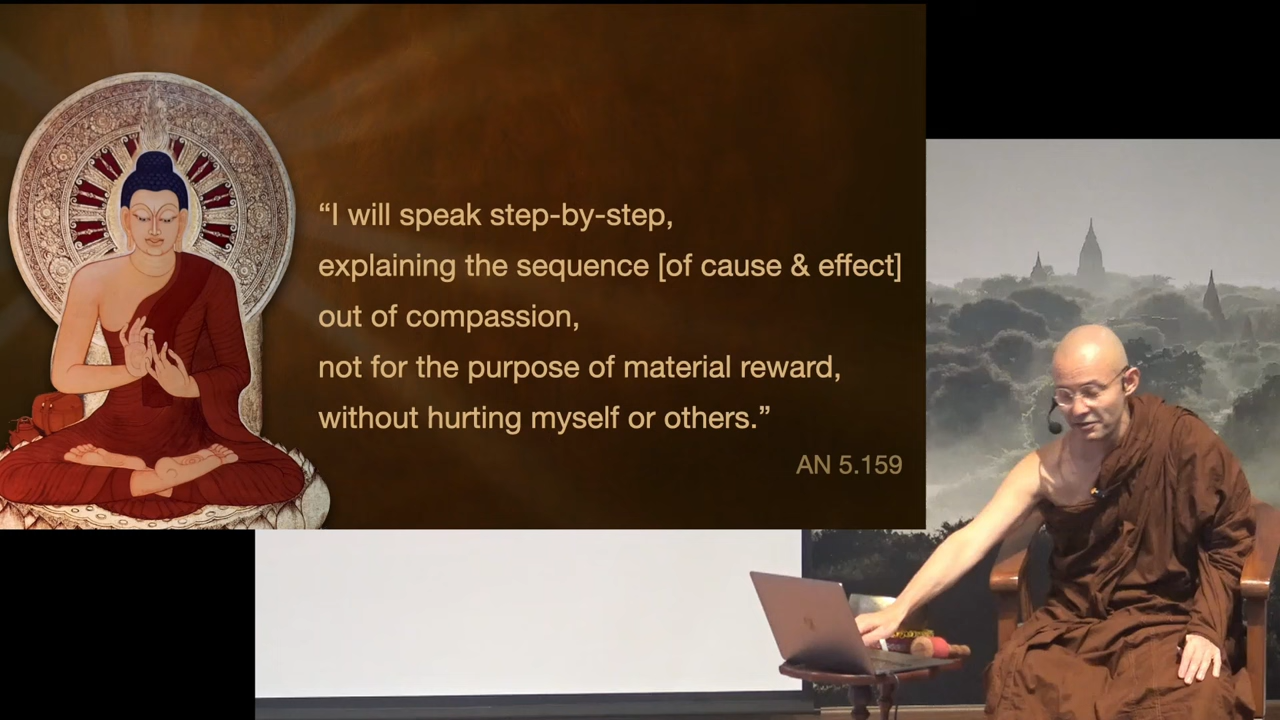 “I will speak step-by-step,
explaining the sequence [of cause & effect]
out of compassion,
not for the purpose of material reward,
without hurting myself or others.”
AN 5.159